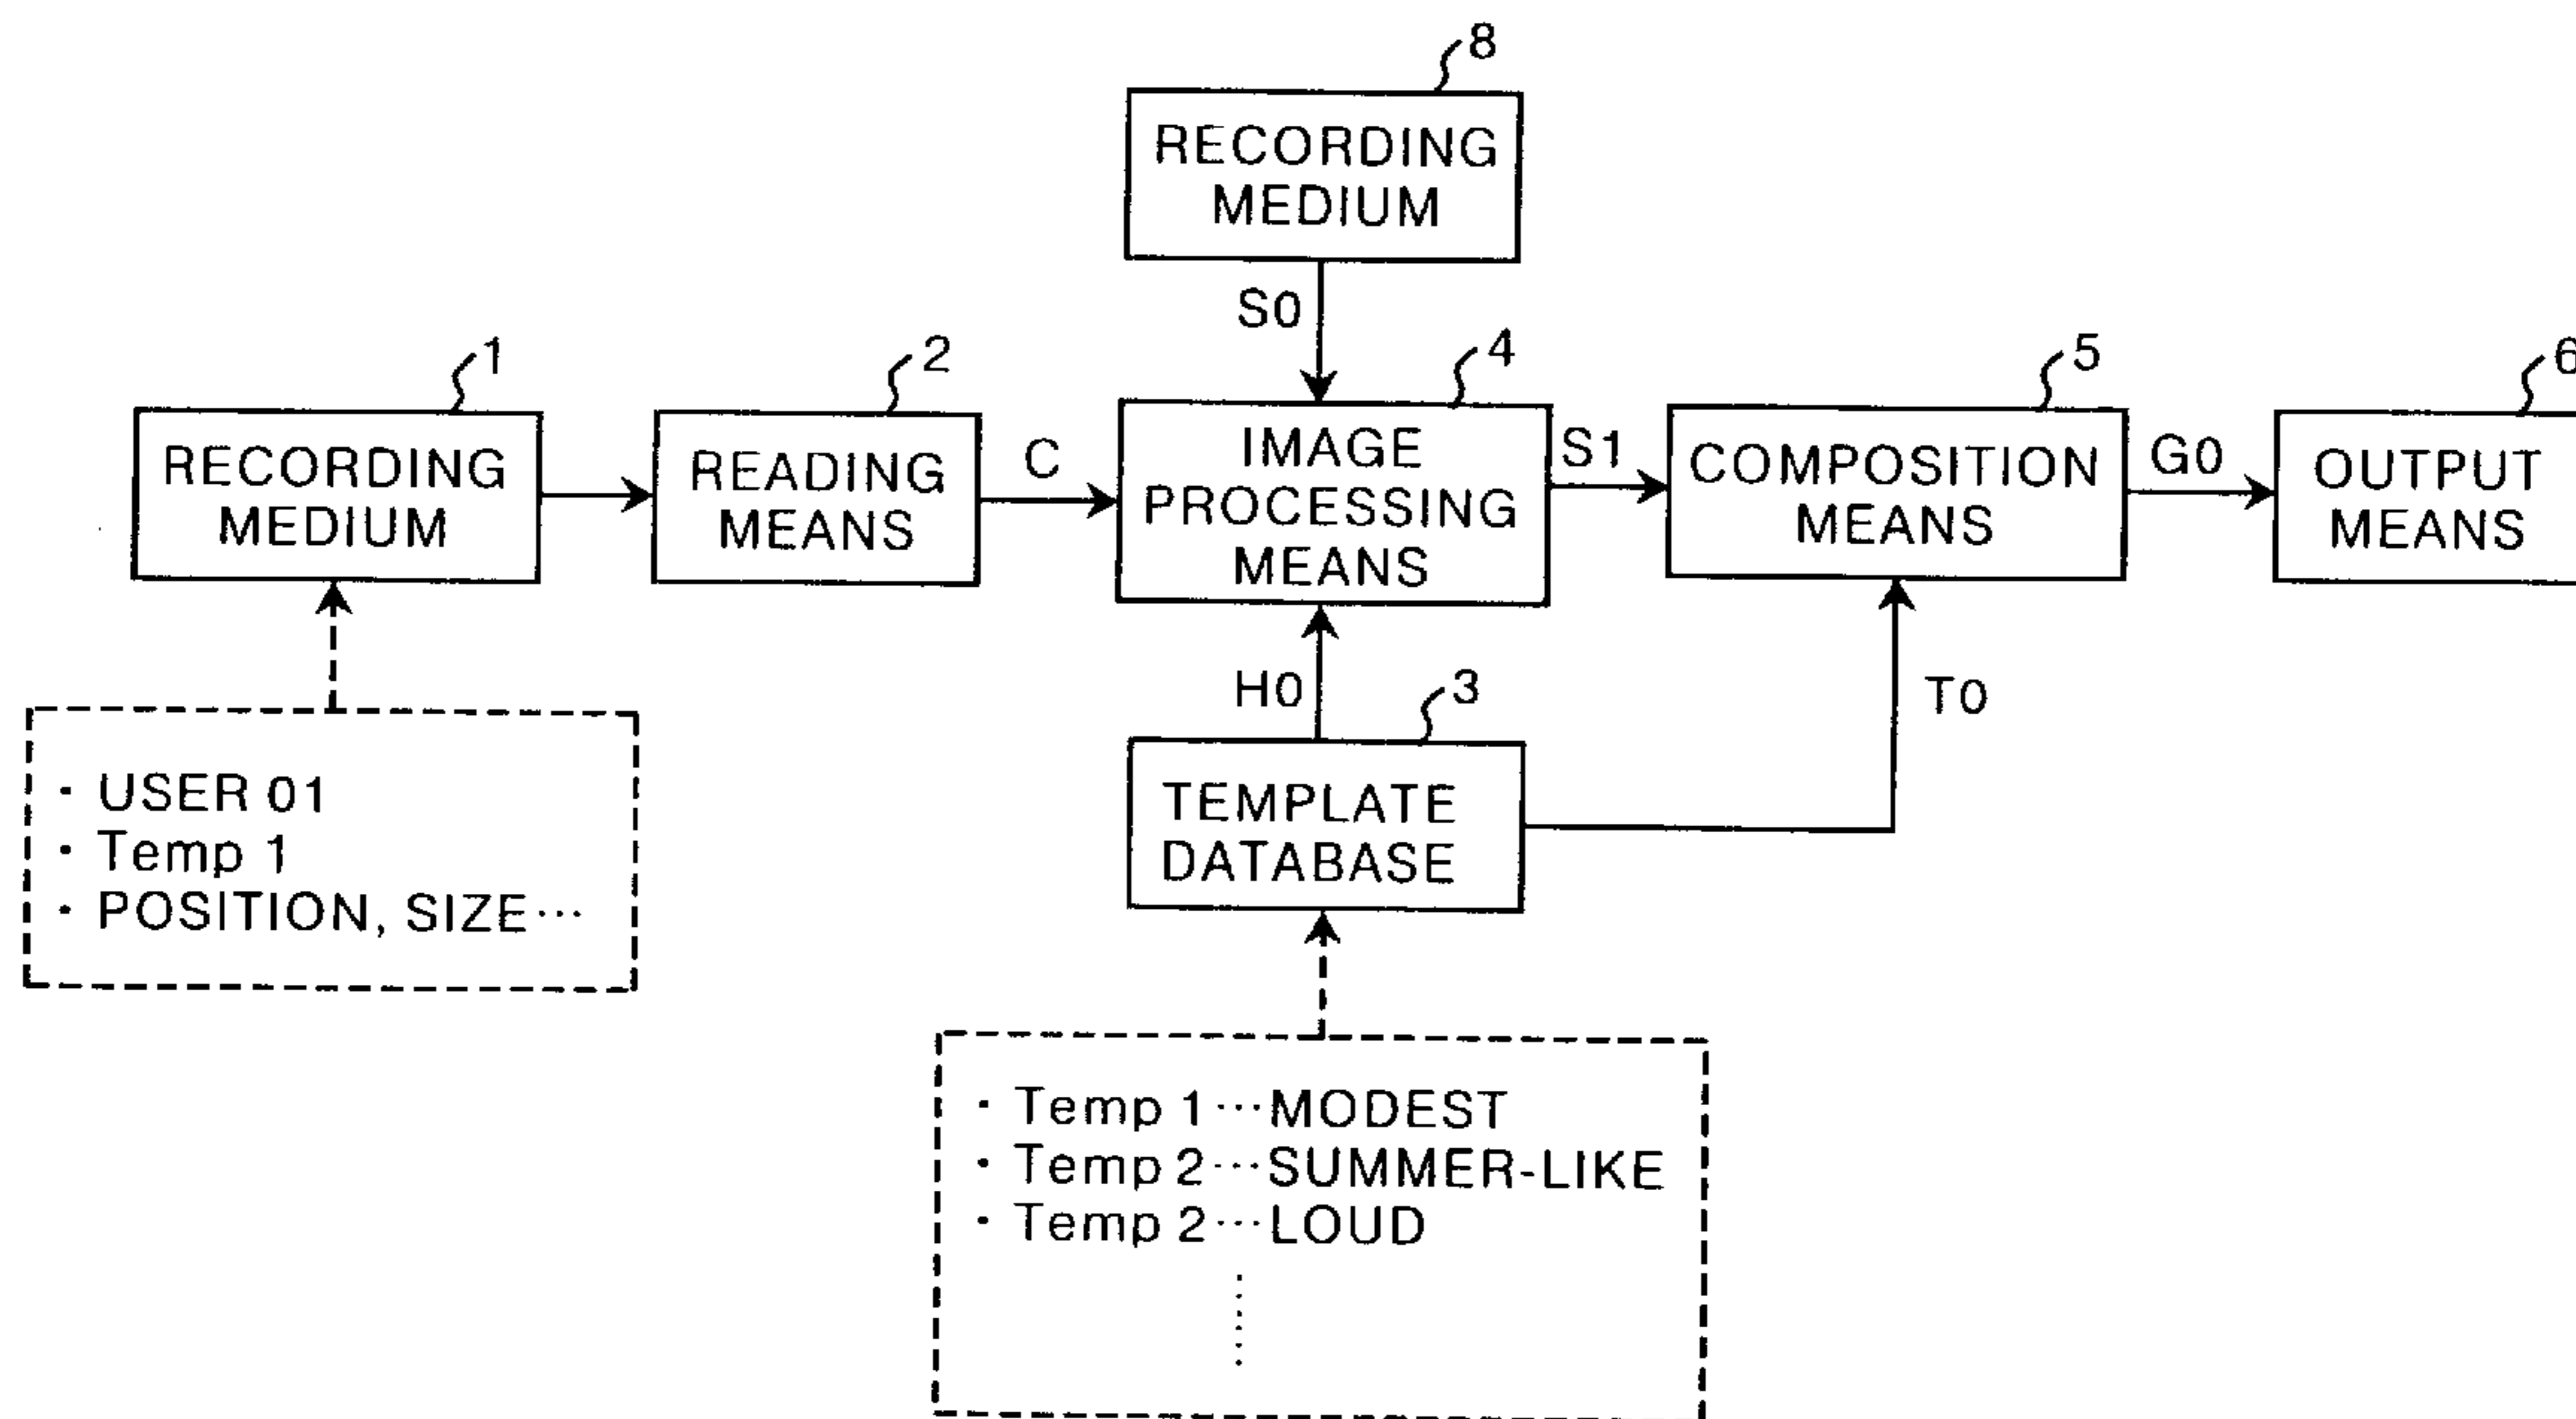 8
RECORDING
MEDIUM
S0
1
2
4
5
6
RECORDING
MEDIUM
READING
MEANS
C
IMAGE
PROCESSING
MEANS
S1
COMPOSITION
MEANS
G0
OUTPUT
MEANS
H0
3
T0
TEMPLATE
DATABASE
· USER 01
· Temp 1
· POSITION, SIZE···
· Temp 1···MODEST
· Temp 2···SUMMER-LIKE
· Temp 2···LOUD